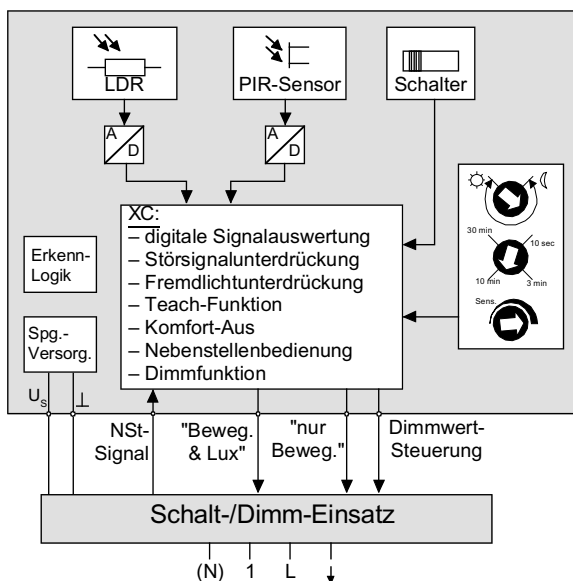 LDR
PIR-Sensor
Schalter
A
D
A
D
XC:
– digitale Signalauswertung
– Störsignalunterdrückung
– Fremdlichtunterdrückung
– Teach-Funktion
– Komfort-Aus
– Nebenstellenbedienung
– Dimmfunktion
30 min
10 sec
10 min
3 min
Sens.
Erkenn-
Logik
Spg.-
Versorg.
US
⊥
NSt-
Signal
"Beweg.
& Lux"
"nur
Beweg."
Dimmwert-
Steuerung
Schalt-/Dimm-Einsatz
(N)
1
L